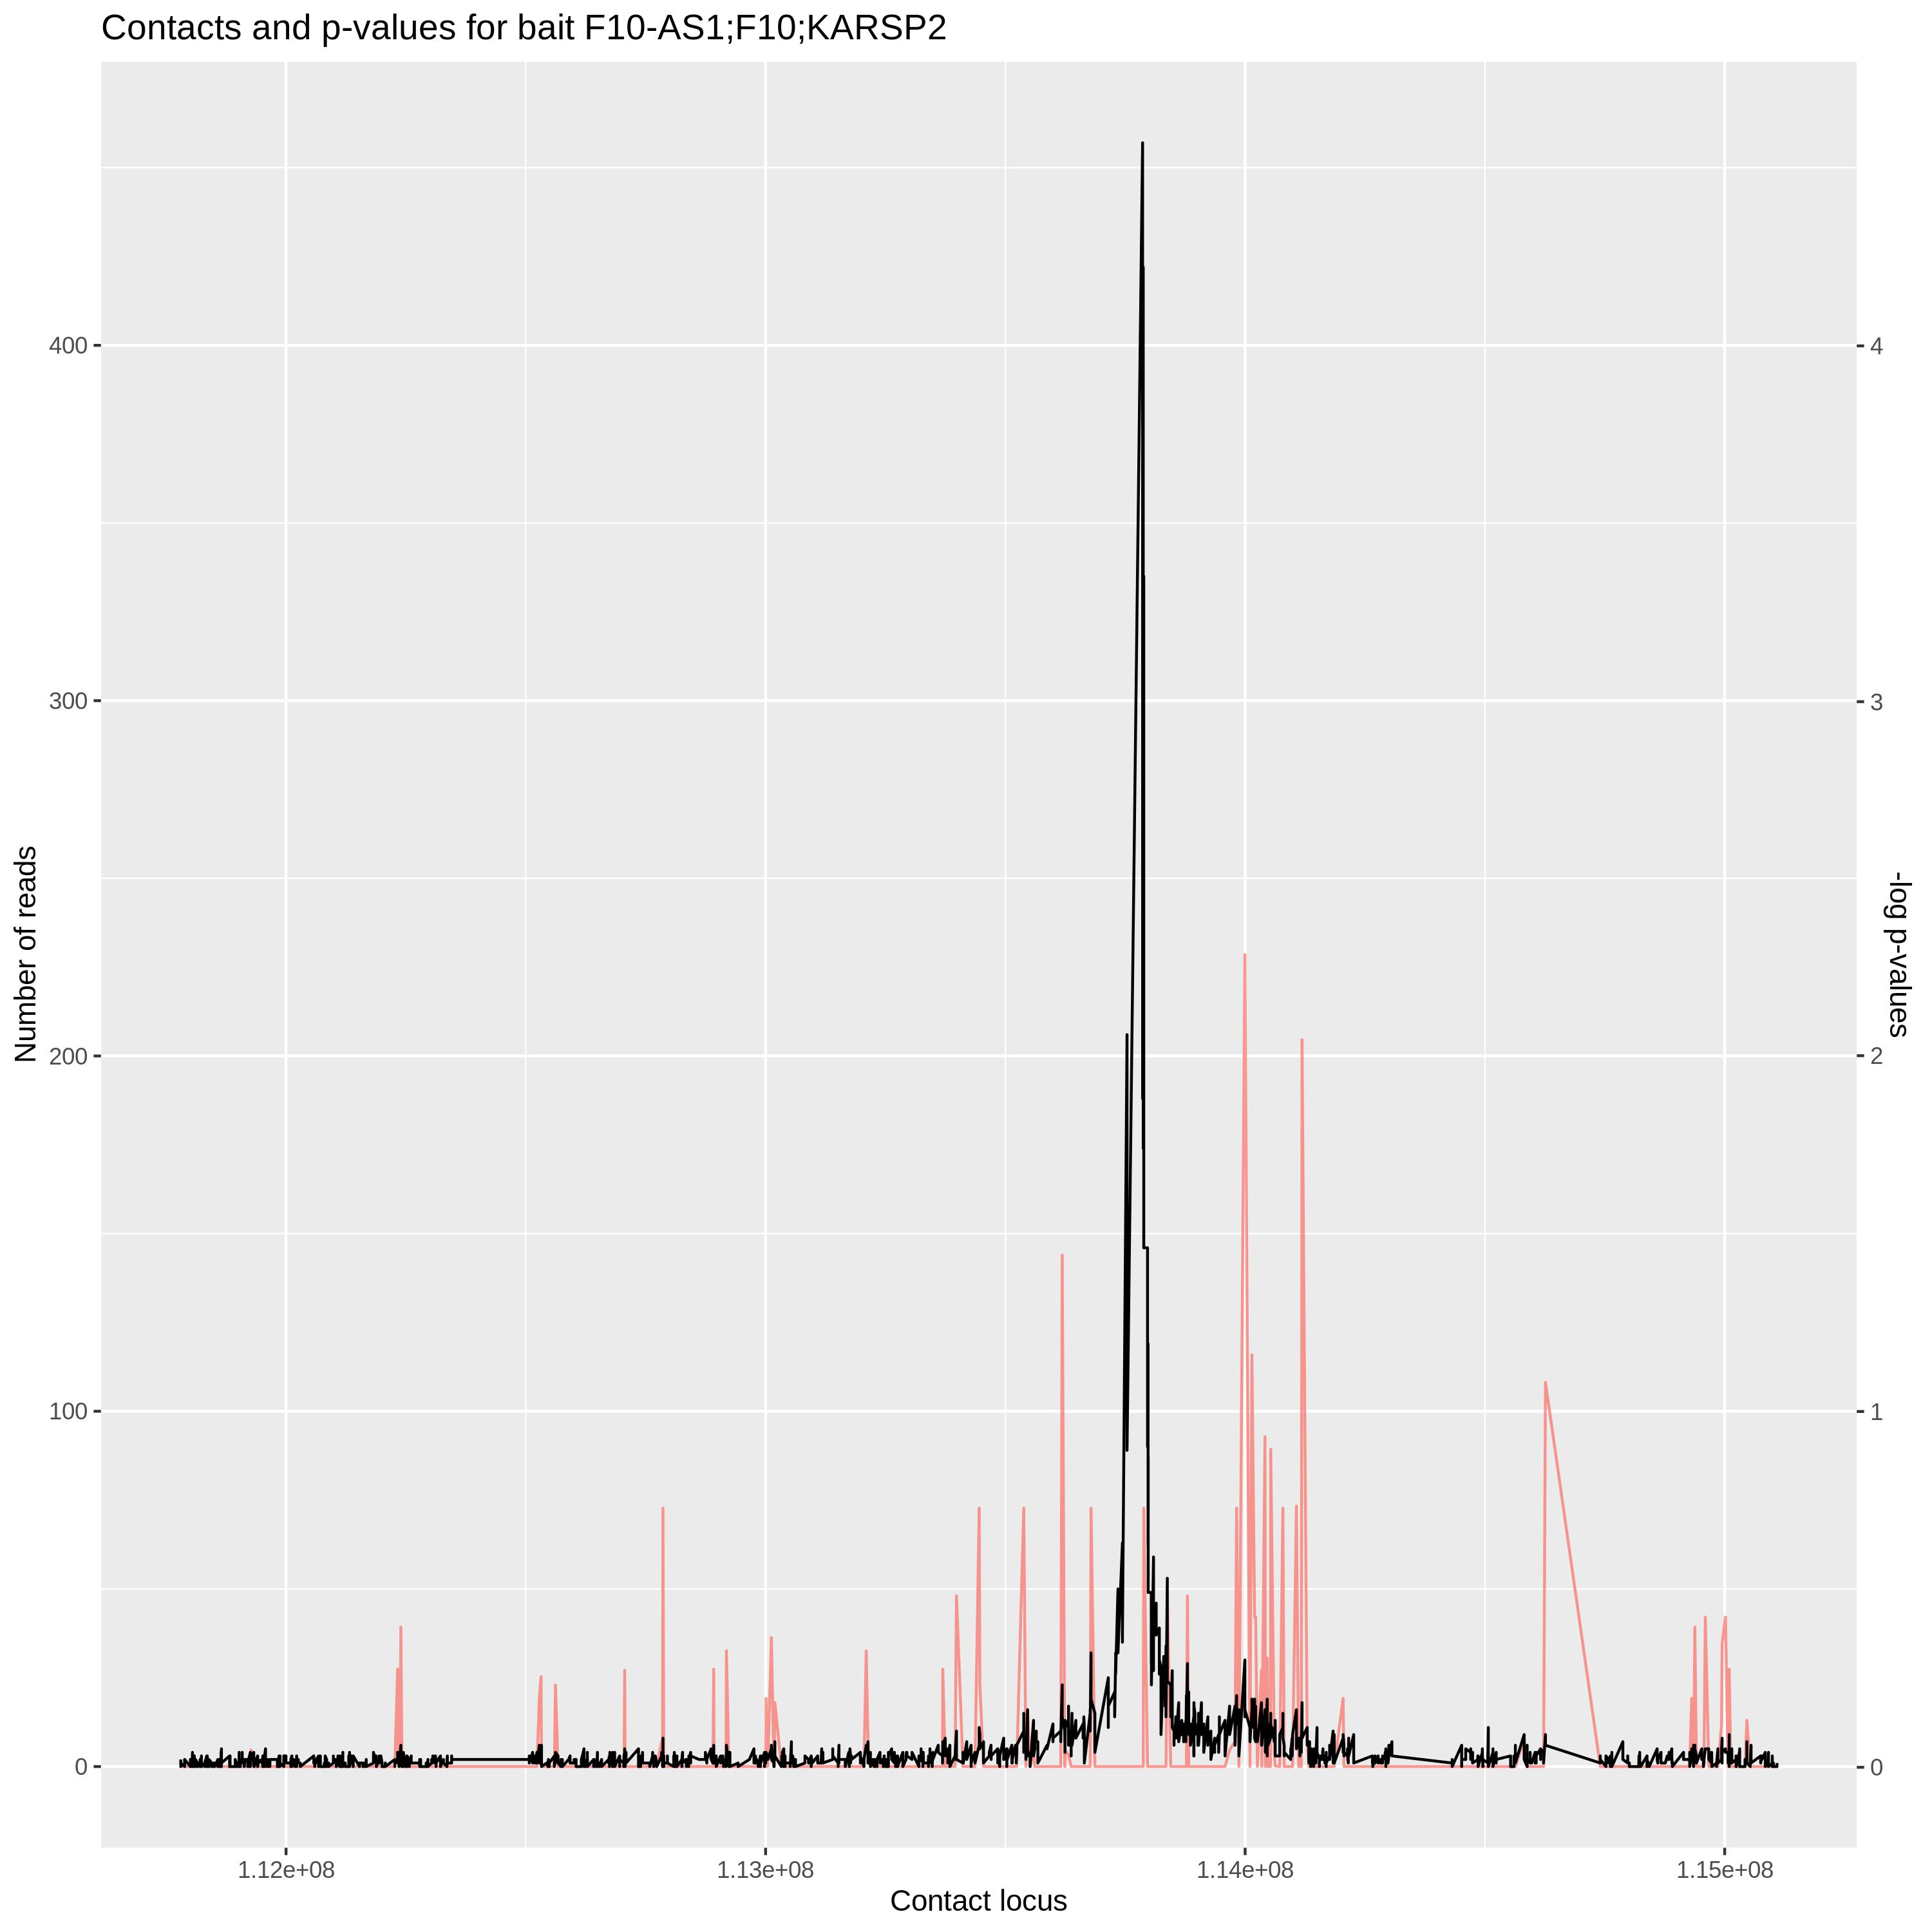 Contacts and p-values for bait F10-AS1;F10;KARSP2
400
300
200
100
0
Number of reads
4
3
2
1
0
-log p-values
1.12e+08
1.13e+08
1.14e+08
1.15e+08
Contact locus